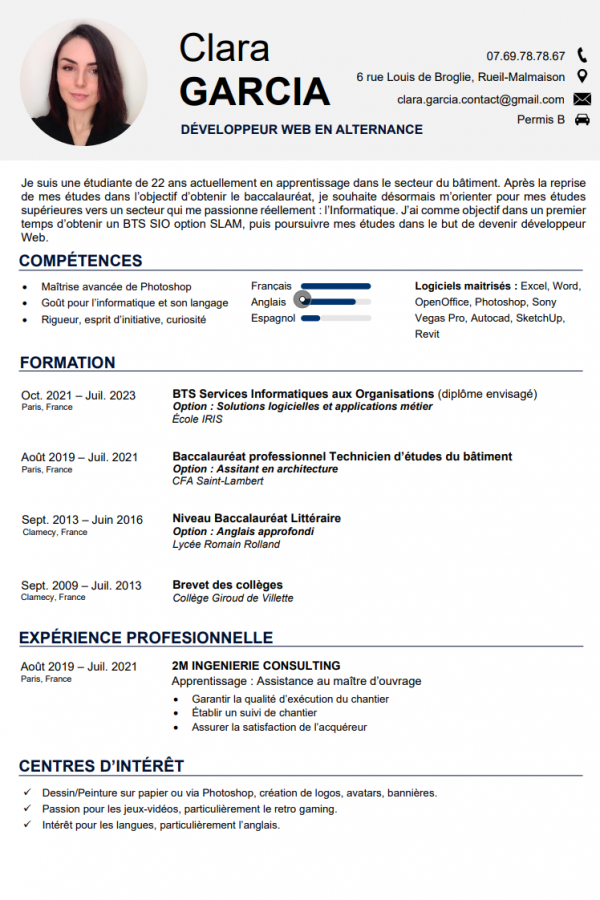 Clara
GARCIA
DÉVELOPPEUR WEB EN ALTERNANCE
07.69.78.78.67
6 rue Louis de Broglie, Rueil-Malmaison
clara.garcia.contact@gmail.com
Permis B
Je suis une étudiante de 22 ans actuellement en apprentissage dans le secteur du bâtiment. Après la reprise
de mes études dans l’objectif d’obtenir le baccalauréat, je souhaite désormais m’orienter pour mes études
supérieures vers un secteur qui me passionne réellement : l’Informatique. J’ai comme objectif dans un premier
temps d’obtenir un BTS SIO option SLAM, puis poursuivre mes études dans le but de devenir développeur
Web.
COMPÉTENCES
• Maîtrise avancée de Photoshop
• Goût pour l’informatique et son langage
• Rigueur, esprit d’initiative, curiosité
Français
Anglais
Espagnol
Logiciels maitrisés : Excel, Word,
OpenOffice, Photoshop, Sony
Vegas Pro, Autocad, SketchUp,
Revit
FORMATION
Oct. 2021 – Juil. 2023
Paris, France
BTS Services Informatiques aux Organisations (diplôme envisagé)
Option : Solutions logicielles et applications métier
École IRIS
Août 2019 – Juil. 2021
Paris, France
Baccalauréat professionnel Technicien d’études du bâtiment
Option : Assitant en architecture
CFA Saint-Lambert
Sept. 2013 – Juin 2016
Clamecy, France
Niveau Baccalauréat Littéraire
Option : Anglais approfondi
Lycée Romain Rolland
Sept. 2009 – Juil. 2013
Clamecy, France
Brevet des collèges
Collège Giroud de Villette
EXPÉRIENCE PROFESIONNELLE
Août 2019 – Juil. 2021
Paris, France
2M INGENIERIE CONSULTING
Apprentissage : Assistance au maître d’ouvrage
• Garantir la qualité d’exécution du chantier
• Établir un suivi de chantier
• Assurer la satisfaction de l’acquéreur
CENTRES D’INTÉRÊT
✓ Dessin/Peinture sur papier ou via Photoshop, création de logos, avatars, bannières.
✓ Passion pour les jeux-vidéos, particulièrement le retro gaming.
✓ Intérêt pour les langues, particulièrement l’anglais.